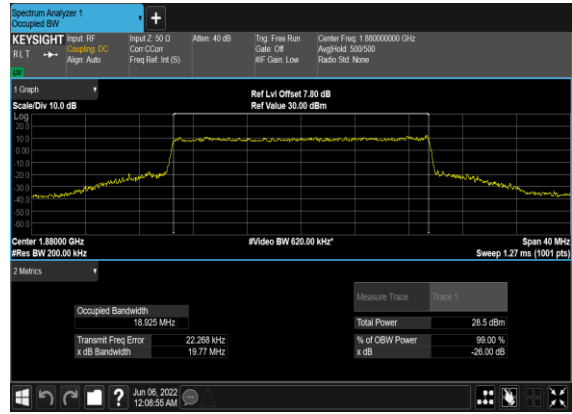 Spectrum Analyzer 1
Occupied BW
+
KEYSIGHT Input: RF Input Z: 50 Ω Atten: 40 dB Trig: Free Run Center Freq: 1.880000000 GHz
RLT Coupling: DC Corr CCorr Gate: Off Avg|Hold: 500/500
Align: Auto Freq Ref: Int (S) #IF Gain: Low Radio Std: None
1 Graph
Ref Lvl Offset 7.80 dB
Scale/Div 10.0 dB Ref Value 30.00 dBm
Log
20.0
10.0
0.00
-10.0
-20.0
-30.0
-40.0
-50.0
-60.0
Center 1.88000 GHz #Video BW 620.00 kHz* Span 40 MHz
#Res BW 200.00 kHz Sweep 1.27 ms (1001 pts)
2 Metrics
Measure Trace Trace 1
Occupied Bandwidth
18.925 MHz Total Power 28.5 dBm
Transmit Freq Error 22.268 kHz % of OBW Power 99.00 %
x dB Bandwidth 19.77 MHz x dB -26.00 dB
? Jun 06, 2022
12:08:55 AM